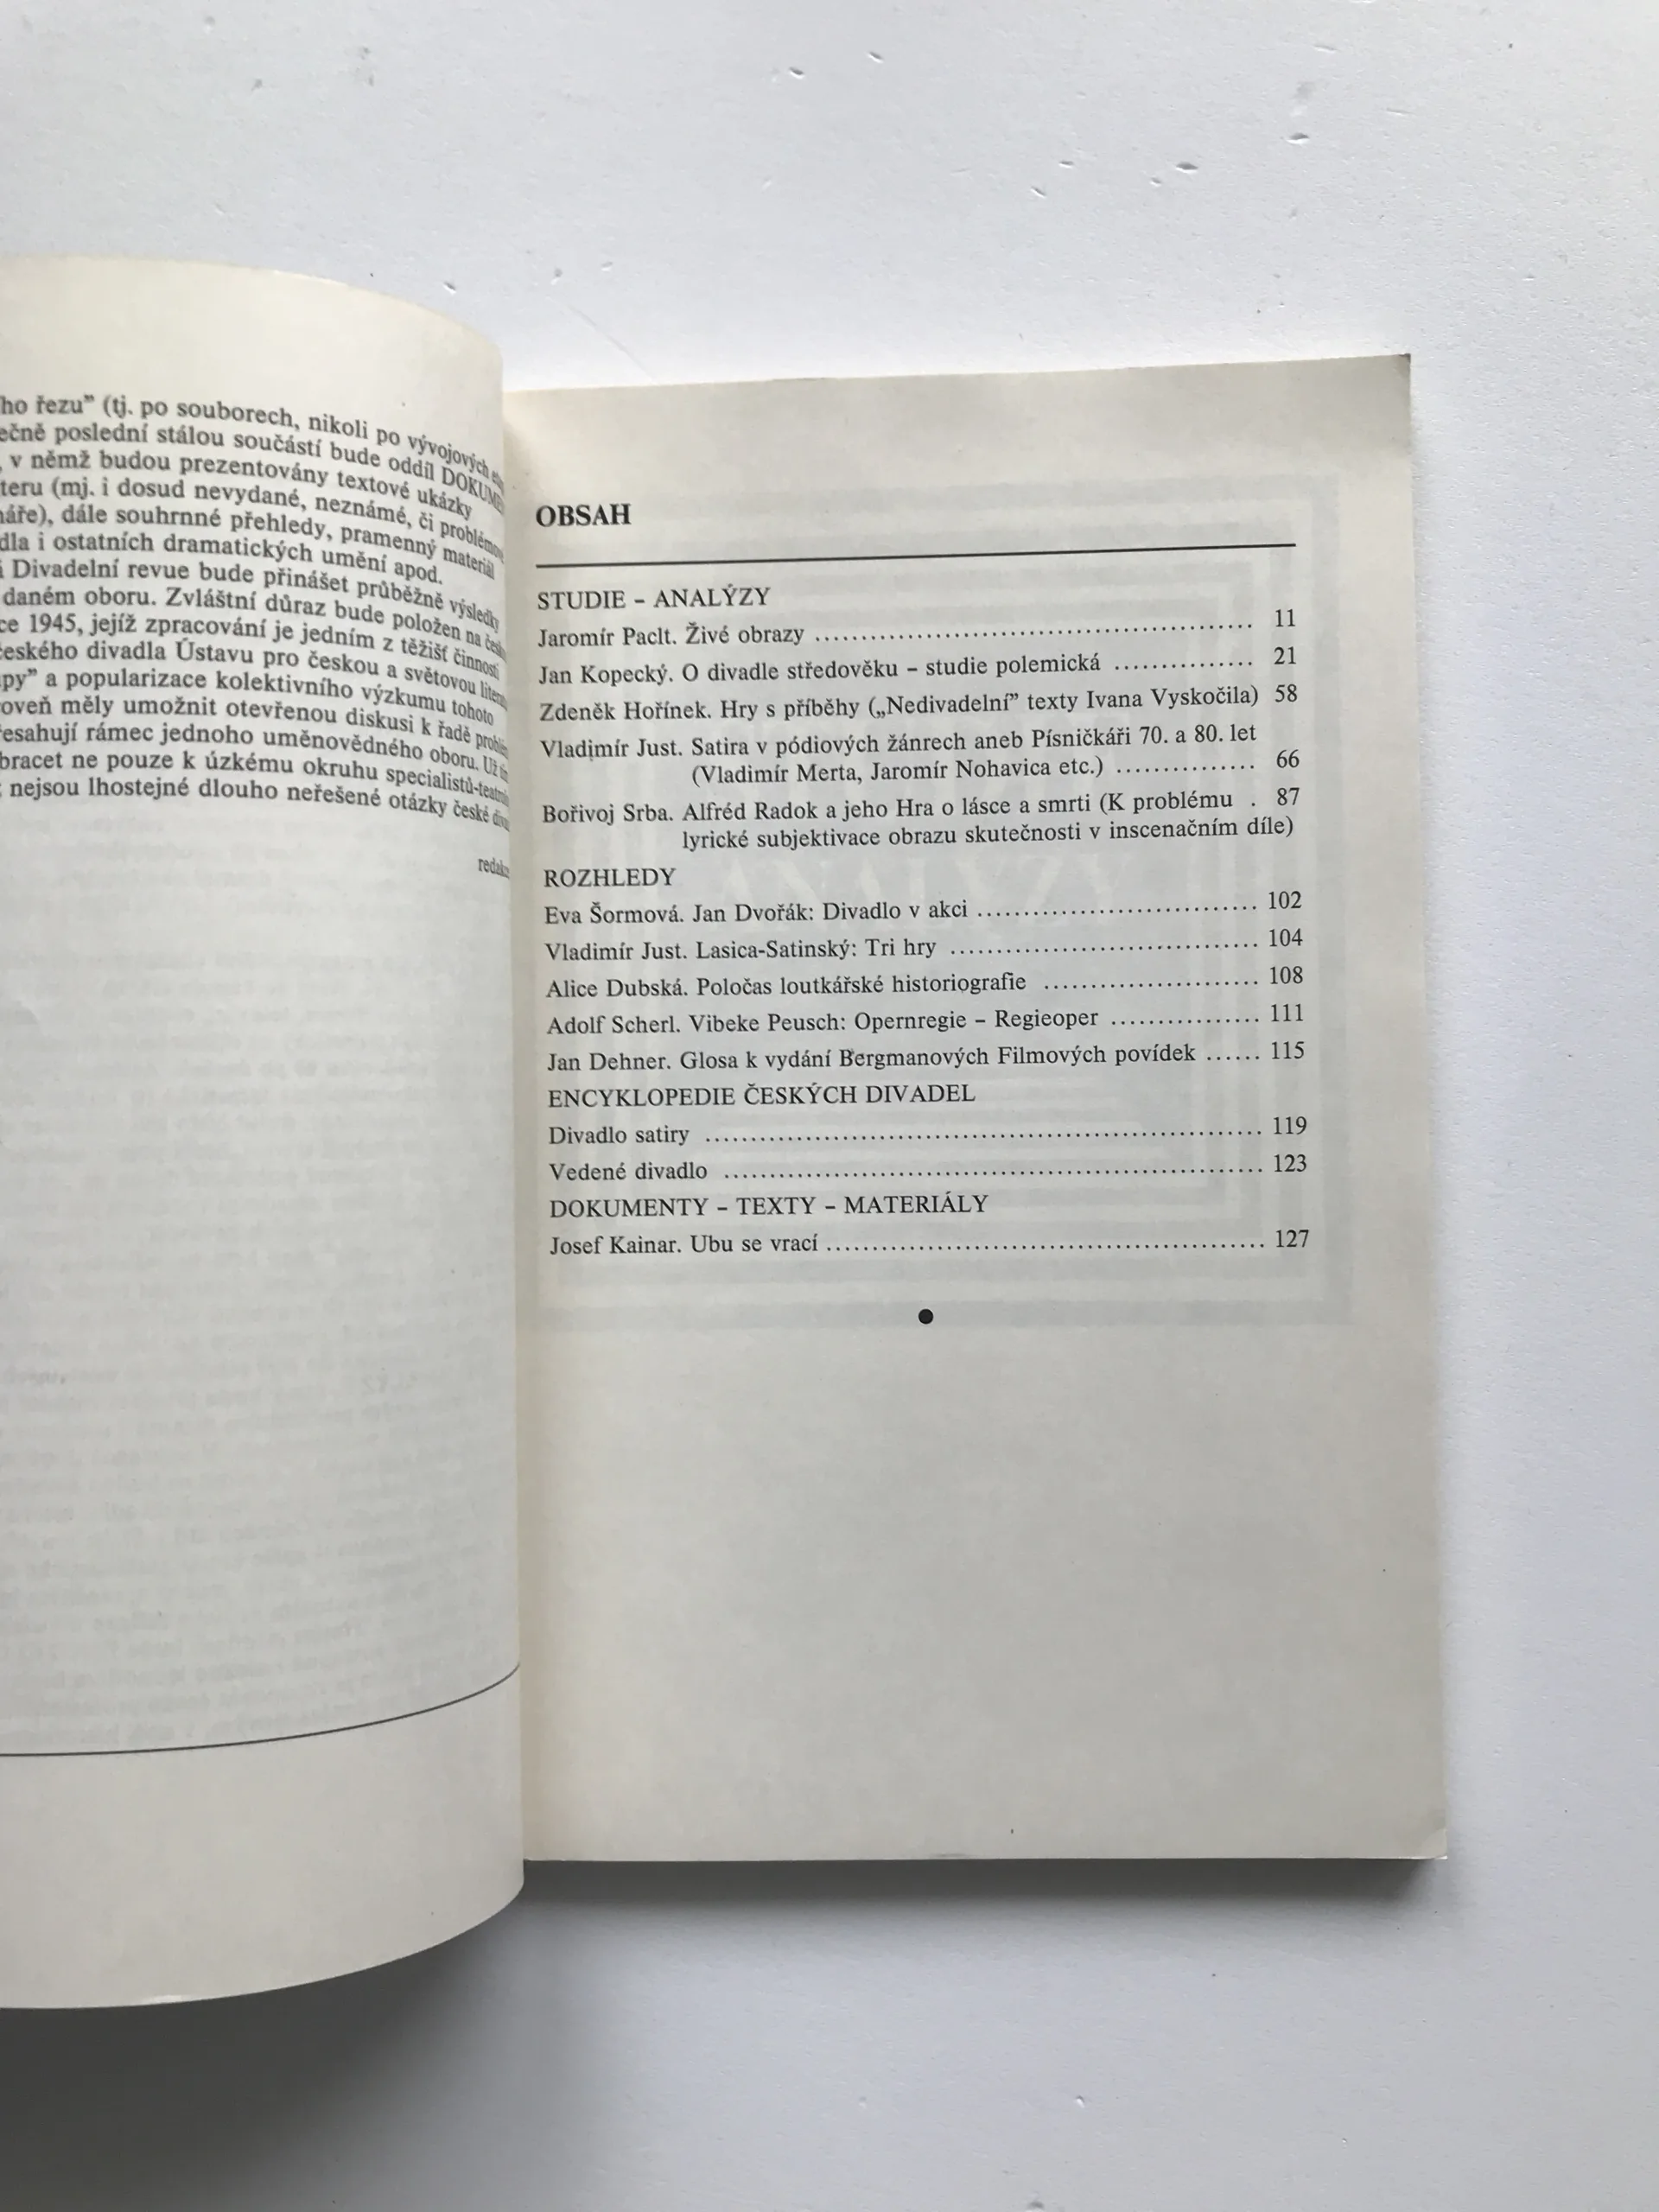 ho řezu” (tj. po souborech, nikoli po vývojových
ečně poslední stálou součástí bude oddíl
, v němž budou prezentovány textové ukázky
teru (mj. i dosud nevydané, neznámé, či
náře), dále souhrnné přehledy, pramenný materiál
dla i ostatních dramatických umění apod.
i Divadelní revue bude přinášet průběžně výsledky
daném oboru. Zvláštní důraz bude položen na
ce 1945, jejíž zpracování je jedním z těžišť činnosti
českého divadla Ústavu pro českou a světovou
py” a popularizace kolektivního výzkumu tohoto
oveň měly umožnit otevřenou diskusi k řadě
řesahují rámec jednoho uměnovědného oboru. Už
bracet ne pouze k úzkému okruhu
nejsou lhostejné dlouho neřešené otázky české
OBSAH
STUDIE – ANALÝZY
Jaromír Paclt. Živé obrazy ................................................ 11
Jan Kopecký. O divadle středověku – studie polemická ............... 21
Zdeněk Hořínek. Hry s příběhy („Nedivadelní” texty Ivana Vyskočila) 58
Vladimír Just. Satira v pódiových žánrech aneb Písničkáři 70. a 80. let
(Vladimír Merta, Jaromír Nohavica etc.) ............... 66
Bořivoj Srba. Alfréd Radok a jeho Hra o lásce a smrti (K problému . 87
lyrické subjektivace obrazu skutečnosti v inscenačním díle)
ROZHLEDY
Eva Šormová. Jan Dvořák: Divadlo v akci .............................. 102
Vladimír Just. Lasica-Satinský: Tri hry ................................. 104
Alice Dubská. Poločas loutkářské historiografie ....................... 108
Adolf Scherl. Vibeke Peusch: Opernregie – Regieoper ................ 111
Jan Dehner. Glosa k vydání Bergmanových Filmových povídek ...... 115
ENCYKLOPEDIE ČESKÝCH DIVADEL
Divadlo satiry ............................................................. 119
Vedené divadlo ........................................................... 123
DOKUMENTY – TEXTY – MATERIÁLY
Josef Kainar. Ubu se vrací ................................................ 127